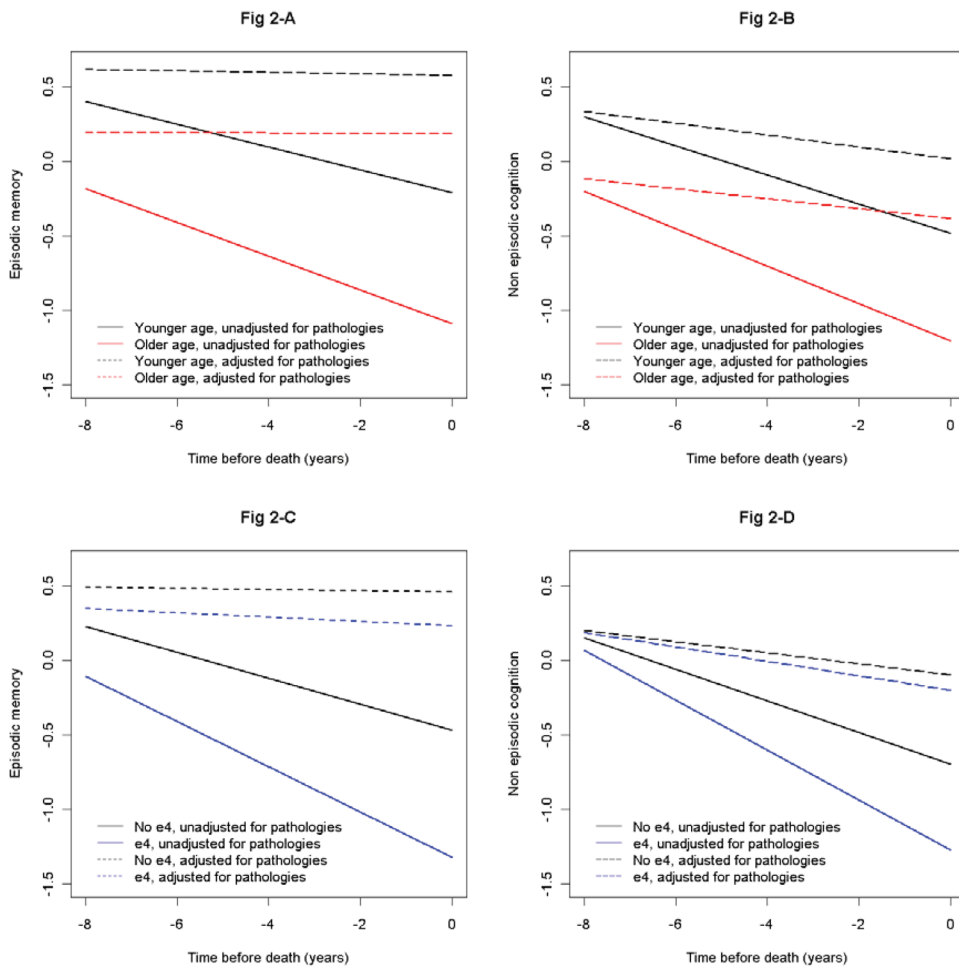 Fig 2-A
Episodic memory
0.5
0.0
-0.5
-1.0
-1.5
Younger age, unadjusted for pathologies
Older age, unadjusted for pathologies
Younger age, adjusted for pathologies
Older age, adjusted for pathologies
-8 -6 -4 -2 0
Time before death (years)
Fig 2-B
Non episodic cognition
0.5
0.0
-0.5
-1.0
-1.5
Younger age, unadjusted for pathologies
Older age, unadjusted for pathologies
Younger age, adjusted for pathologies
Older age, adjusted for pathologies
-8 -6 -4 -2 0
Time before death (years)
Fig 2-C
Episodic memory
0.5
0.0
-0.5
-1.0
-1.5
No e4, unadjusted for pathologies
e4, unadjusted for pathologies
No e4, adjusted for pathologies
e4, adjusted for pathologies
-8 -6 -4 -2 0
Time before death (years)
Fig 2-D
Non episodic cognition
0.5
0.0
-0.5
-1.0
-1.5
No e4, unadjusted for pathologies
e4, unadjusted for pathologies
No e4, adjusted for pathologies
e4, adjusted for pathologies
-8 -6 -4 -2 0
Time before death (years)